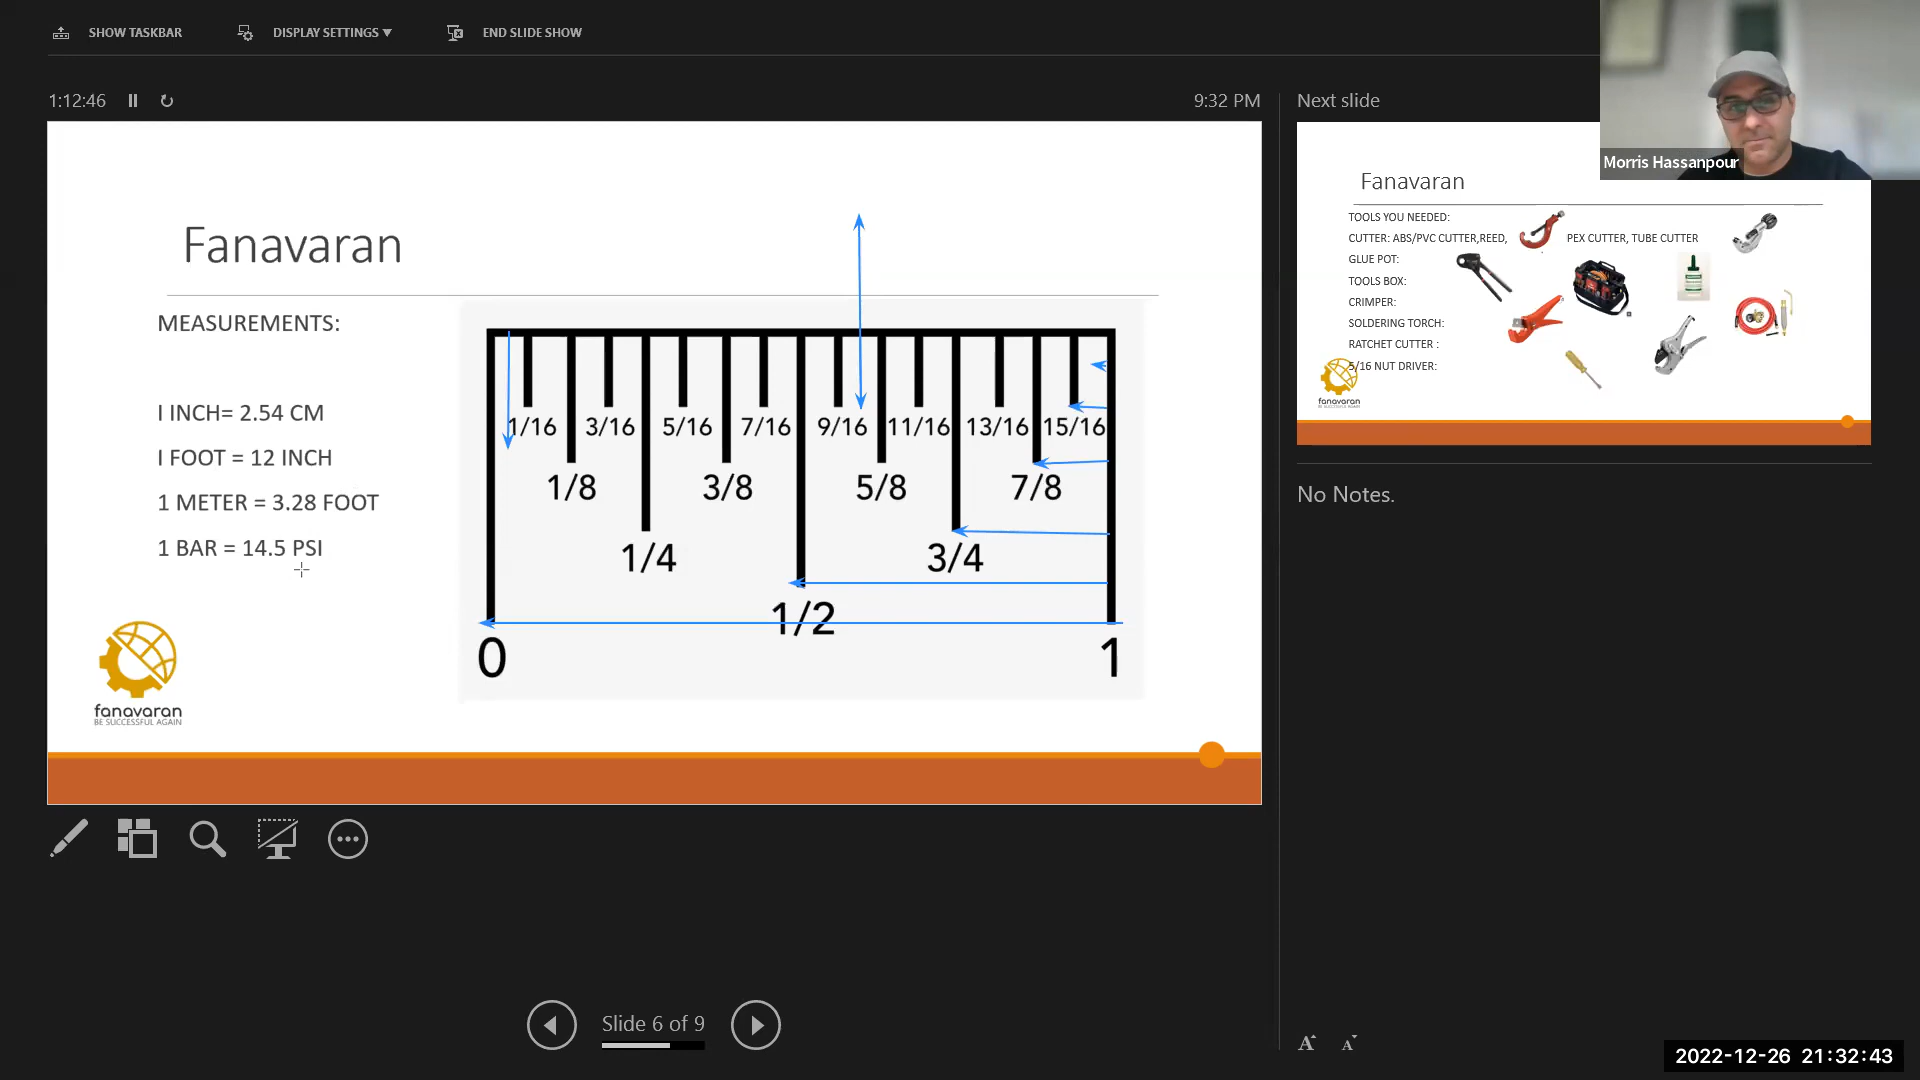 SHOW TASKBAR DISPLAY SETTINGS ▼ END SLIDE SHOW
1:12:46
9:32 PM
Fanavaran
MEASUREMENTS:
I INCH= 2.54 CM
I FOOT = 12 INCH
1 METER = 3.28 FOOT
1 BAR = 14.5 PSI
1/16 3/16 5/16 7/16 9/16 11/16 13/16 15/16
1/8 3/8 5/8 7/8
1/4 3/4
1/2
0 1
fanavaran
BE SUCCESSFUL AGAIN
Slide 6 of 9
Next slide
Morris Hassanpour
Fanavaran
TOOLS YOU NEEDED:
CUTTER: ABS/PVC CUTTER,REED, PEX CUTTER, TUBE CUTTER
GLUE POT:
TOOLS BOX:
CRIMPER:
SOLDERING TORCH:
RATCHET CUTTER :
5/16 NUT DRIVER:
fanavaran
BE SUCCESSFUL AGAIN
No Notes.
A A
2022-12-26 21:32:43